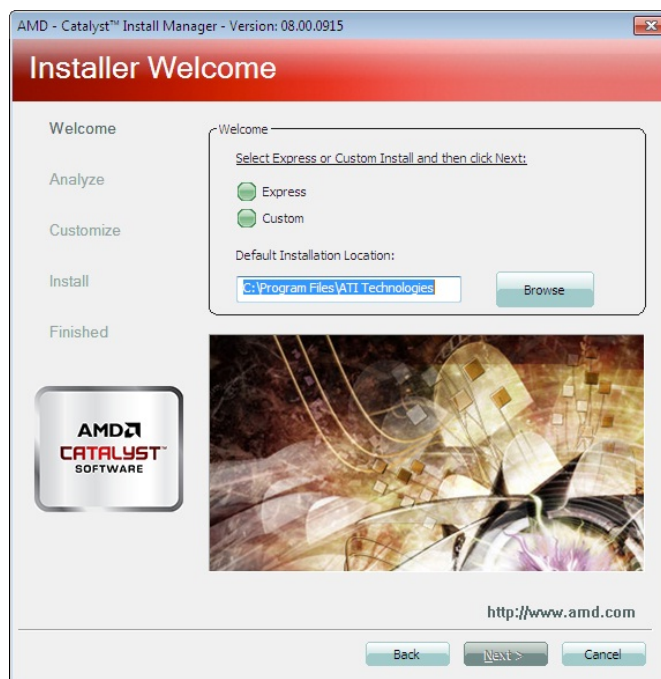 AMD - Catalyst™ Install Manager - Version: 08.00.0915
Installer Welcome
Welcome
Analyze
Customize
Install
Finished
Welcome
Select Express or Custom Install and then click Next:
Express
Custom
Default Installation Location:
C:\Program Files\ATI Technologies
Browse
AMD
CATALYST™
SOFTWARE
http://www.amd.com
Back
Next >
Cancel